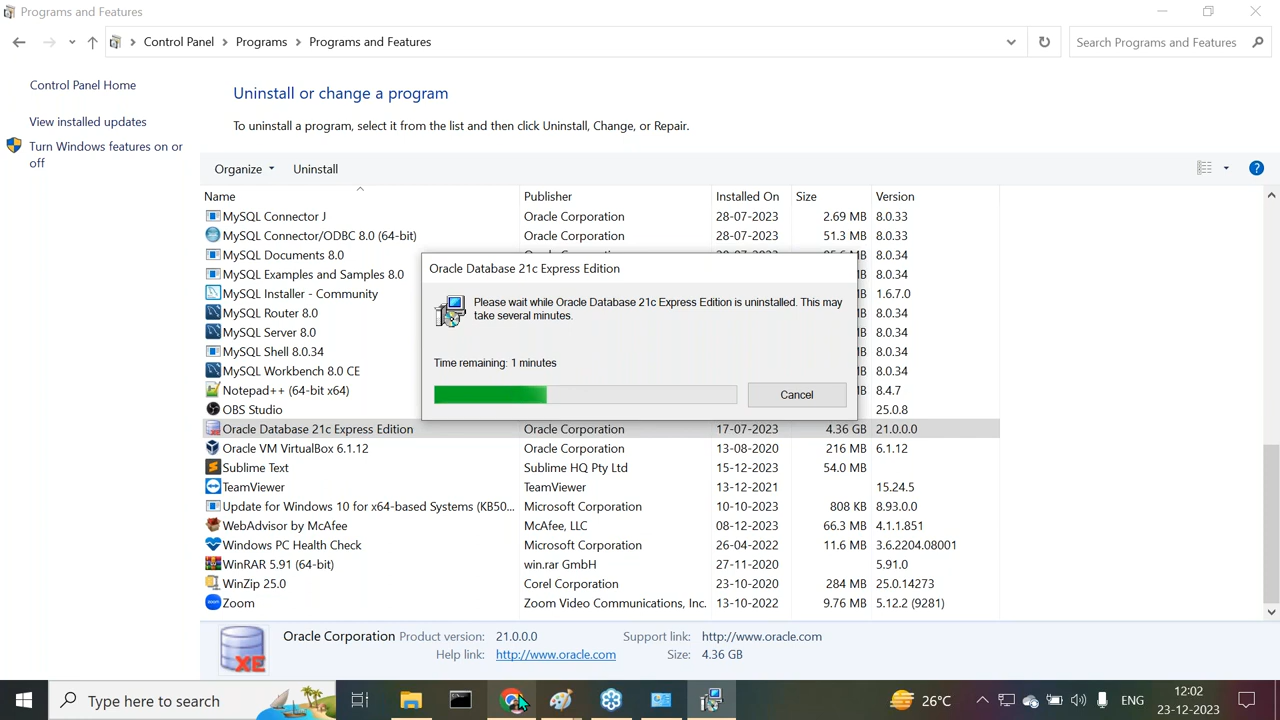 Programs and Features
Control Panel Programs Programs and Features
Search Programs and Features
Control Panel Home
View installed updates
Turn Windows features on or
off
Uninstall or change a program
To uninstall a program, select it from the list and then click Uninstall, Change, or Repair.
Organize Uninstall
Name Publisher Installed On Size Version
MySQL Connector J Oracle Corporation 28-07-2023 2.69 MB 8.0.33
MySQL Connector/ODBC 8.0 (64-bit) Oracle Corporation 28-07-2023 51.3 MB 8.0.33
MySQL Documents 8.0 8.0.34
MySQL Examples and Samples 8.0 8.0.34
MySQL Installer - Community 1.6.7.0
MySQL Router 8.0 8.0.34
MySQL Server 8.0 8.0.34
MySQL Shell 8.0.34 8.0.34
MySQL Workbench 8.0 CE 8.0.34
Notepad++ (64-bit x64) 8.4.7
OBS Studio 25.0.8
Oracle Database 21c Express Edition
Please wait while Oracle Database 21c Express Edition is uninstalled. This may
take several minutes.
Time remaining: 1 minutes
Cancel
Oracle Database 21c Express Edition Oracle Corporation 17-07-2023 4.36 GB 21.0.0.0
Oracle VM VirtualBox 6.1.12 Oracle Corporation 13-08-2020 216 MB 6.1.12
Sublime Text Sublime HQ Pty Ltd 15-12-2023 54.0 MB
TeamViewer TeamViewer 13-12-2021 15.24.5
Update for Windows 10 for x64-based Systems (KB50... Microsoft Corporation 10-10-2023 808 KB 8.93.0.0
WebAdvisor by McAfee McAfee, LLC 08-12-2023 66.3 MB 4.1.1.851
Windows PC Health Check Microsoft Corporation 26-04-2022 11.6 MB 3.6.2204.08001
WinRAR 5.91 (64-bit) win.rar GmbH 27-11-2020 5.91.0
WinZip 25.0 Corel Corporation 23-10-2020 284 MB 25.0.14273
Zoom Zoom Video Communications, Inc. 13-10-2022 9.76 MB 5.12.2 (9281)
XE
Oracle Corporation Product version: 21.0.0.0 Support link: http://www.oracle.com
Help link: http://www.oracle.com Size: 4.36 GB
Type here to search
26°C
ENG
12:02
23-12-2023